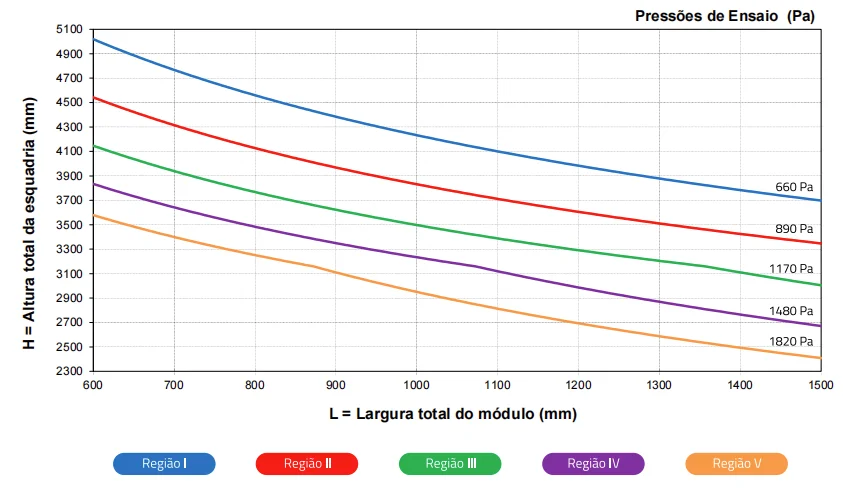 Pressões de Ensaio (Pa)
H = Altura total da esquadria (mm)
5100
4900
4700
4500
4300
4100
3900
3700
3500
3300
3100
2900
2700
2500
2300
660 Pa
890 Pa
1170 Pa
1480 Pa
1820 Pa
600 700 800 900 1000 1100 1200 1300 1400 1500
L = Largura total do módulo (mm)
Região I Região II Região III Região IV Região V